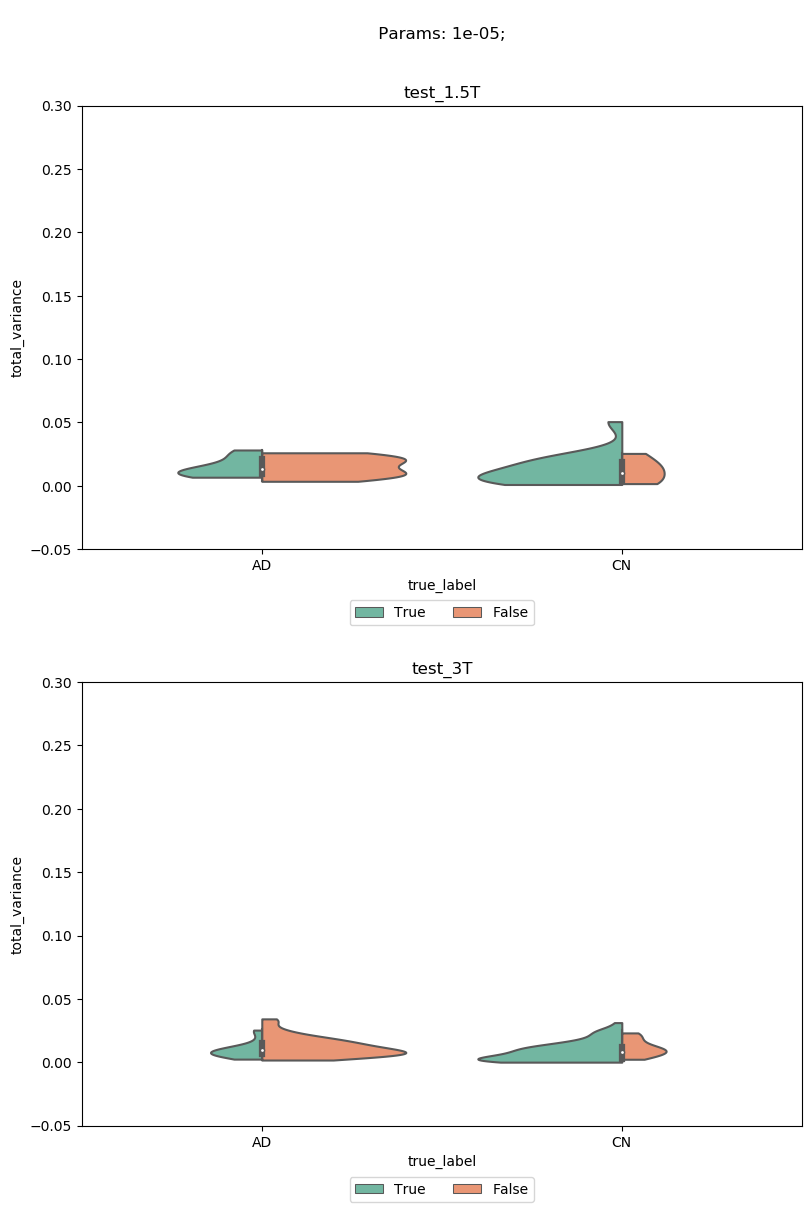 Params: 1e-05;
test_1.5T
0.30
0.25
0.20
0.15
0.10
0.05
0.00
−0.05
total_variance
AD CN
true_label
True False
test_3T
0.30
0.25
0.20
0.15
0.10
0.05
0.00
−0.05
total_variance
AD CN
true_label
True False